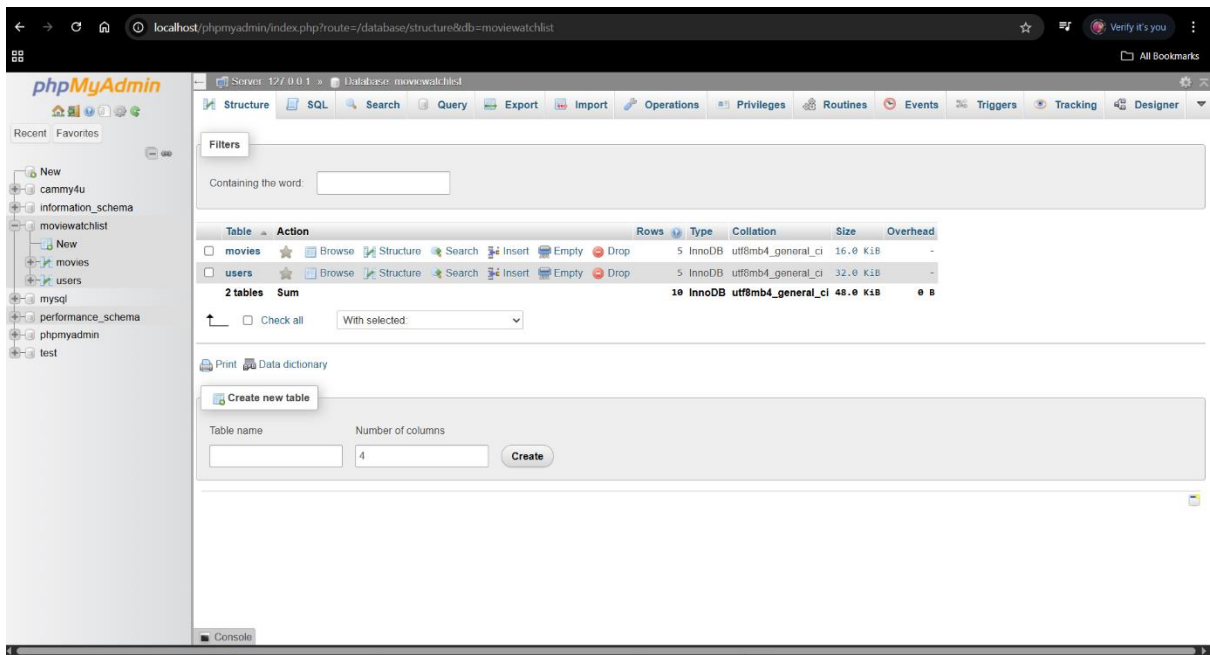 localhost/phpmyadmin/index.php?route=/database/structure&db=moviewatchlist
Verify it's you
All Bookmarks
phpMyAdmin
Recent Favorites
New
cammy4u
information_schema
moviewatchlist
New
movies
users
mysql
performance_schema
phpmyadmin
test
Server: 127.0.0.1 » Database: moviewatchlist
Structure SQL Search Query Export Import Operations Privileges Routines Events Triggers Tracking Designer
Filters
Containing the word:
Table Action Rows Type Collation Size Overhead
movies Browse Structure Search Insert Empty Drop 5 InnoDB utf8mb4_general_ci 16.0 KiB -
users Browse Structure Search Insert Empty Drop 5 InnoDB utf8mb4_general_ci 32.0 KiB -
2 tables Sum 10 InnoDB utf8mb4_general_ci 48.0 KiB 0 B
Check all With selected:
Print Data dictionary
Create new table
Table name Number of columns
4 Create
Console